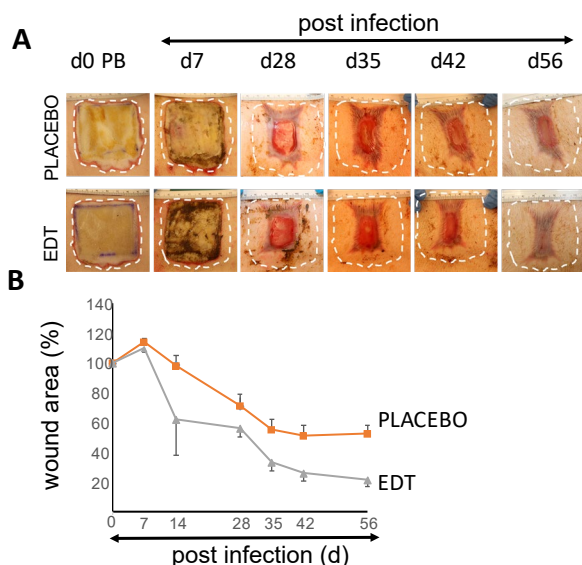 post infection
A
d0 PB d7 d28 d35 d42 d56
PLACEBO
EDT
B
wound area (%)
140
120
100
80
60
40
20
PLACEBO
EDT
0 7 14 28 35 42 56
post infection (d)